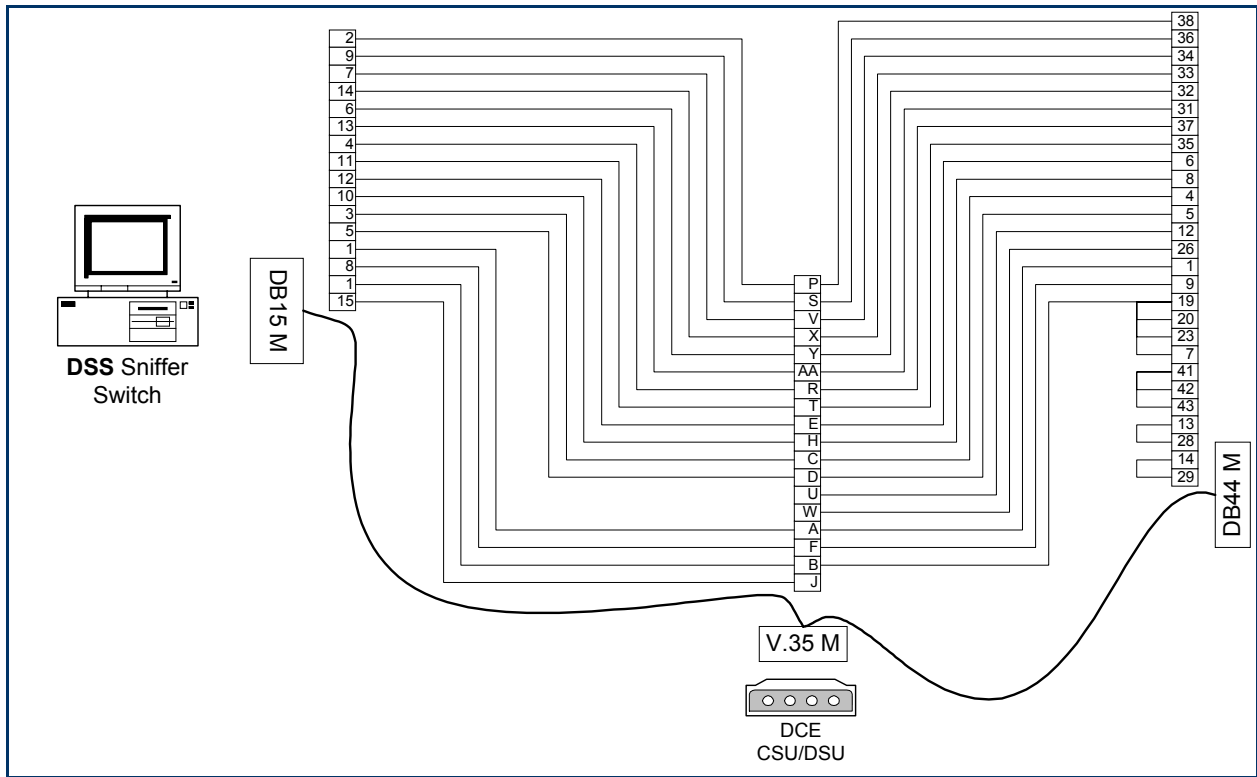 2
9
7
14
6
13
4
11
12
10
3
5
1
8
1
15
DB15 M
DSS Sniffer
Switch
P
S
V
X
Y
AA
R
T
E
H
C
D
U
W
A
F
B
J
V.35 M
DCE
CSU/DSU
38
36
34
33
32
31
37
35
6
8
4
5
12
26
1
9
19
20
23
7
41
42
43
13
28
14
29
DB44 M